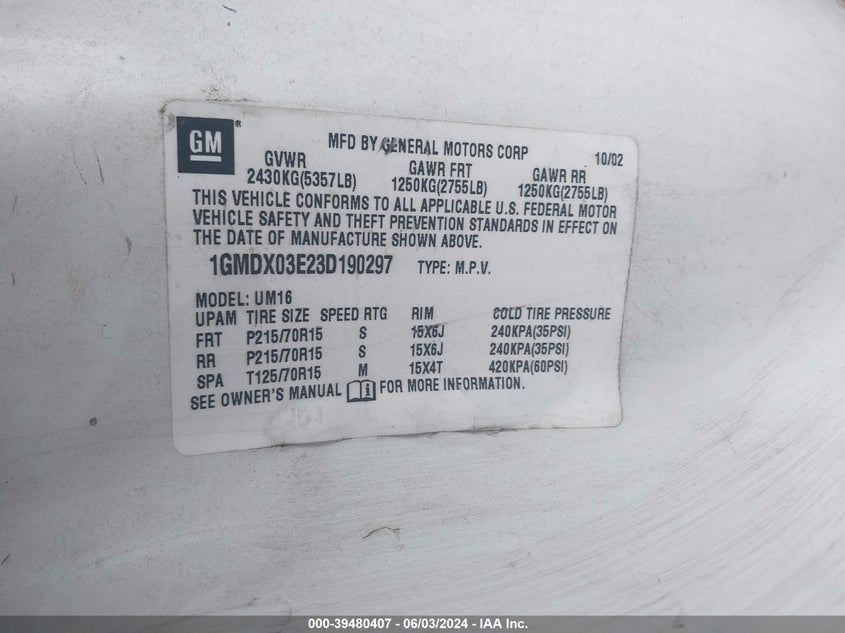 GM
MFD BY GENERAL MOTORS CORP 10/02
GVWR GAWR FRT GAWR RR
2430KG(5357LB) 1250KG(2755LB) 1250KG(2755LB)
THIS VEHICLE CONFORMS TO ALL APPLICABLE U.S. FEDERAL MOTOR
VEHICLE SAFETY AND THEFT PREVENTION STANDARDS IN EFFECT ON
THE DATE OF MANUFACTURE SHOWN ABOVE.
1GMDX03E23D190297 TYPE: M.P.V.
MODEL: UM16
UPAM TIRE SIZE SPEED RTG RIM COLD TIRE PRESSURE
FRT P215/70R15 S 15X6J 240KPA(35PSI)
RR P215/70R15 S 15X6J 240KPA(35PSI)
SPA T125/70R15 M 15X4T 420KPA(60PSI)
SEE OWNER'S MANUAL FOR MORE INFORMATION.
000-39480407 - 06/03/2024 - IAA Inc.